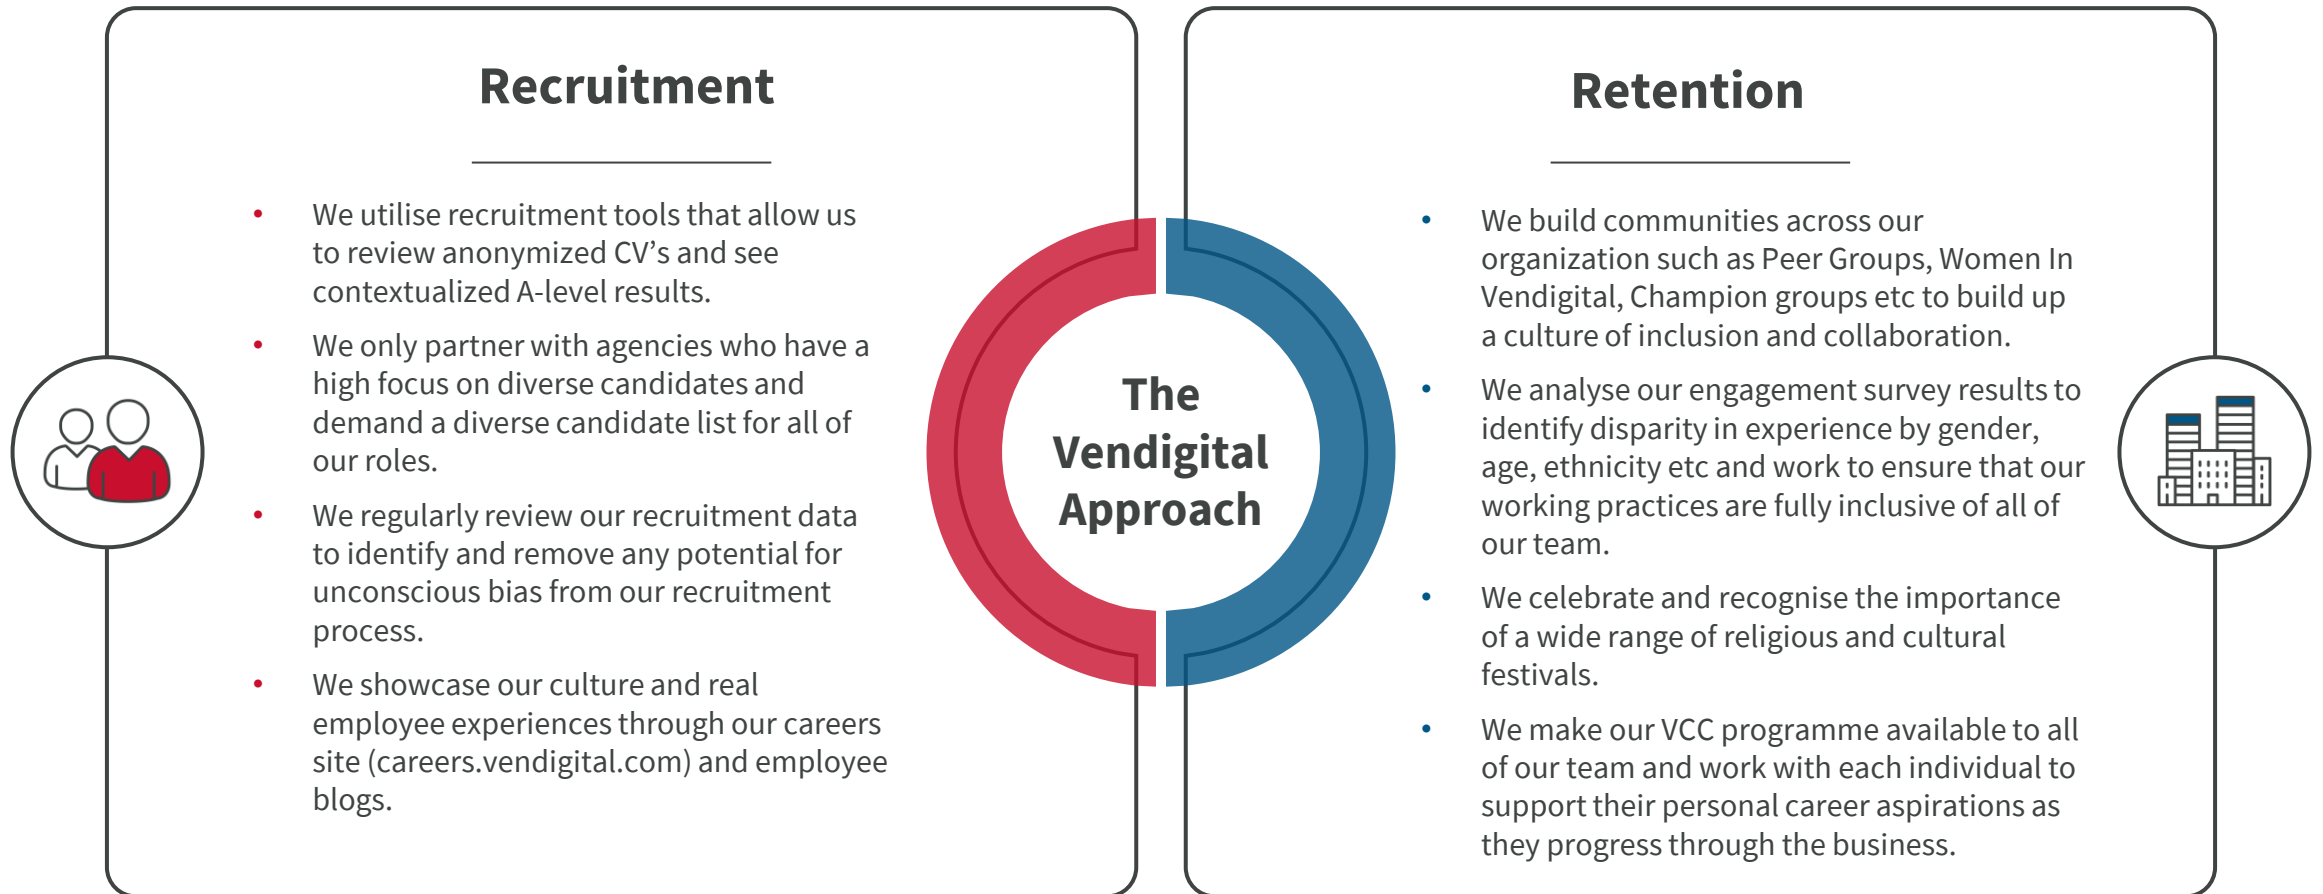 Recruitment
• We utilise recruitment tools that allow us
to review anonymized CV’s and see
contextualized A-level results.
• We only partner with agencies who have a
high focus on diverse candidates and
demand a diverse candidate list for all of
our roles.
• We regularly review our recruitment data
to identify and remove any potential for
unconscious bias from our recruitment
process.
• We showcase our culture and real
employee experiences through our careers
site (careers.vendigital.com) and employee
blogs.
The
Vendigital
Approach
Retention
• We build communities across our
organization such as Peer Groups, Women In
Vendigital, Champion groups etc to build up
a culture of inclusion and collaboration.
• We analyse our engagement survey results to
identify disparity in experience by gender,
age, ethnicity etc and work to ensure that our
working practices are fully inclusive of all of
our team.
• We celebrate and recognise the importance
of a wide range of religious and cultural
festivals.
• We make our VCC programme available to all
of our team and work with each individual to
support their personal career aspirations as
they progress through the business.